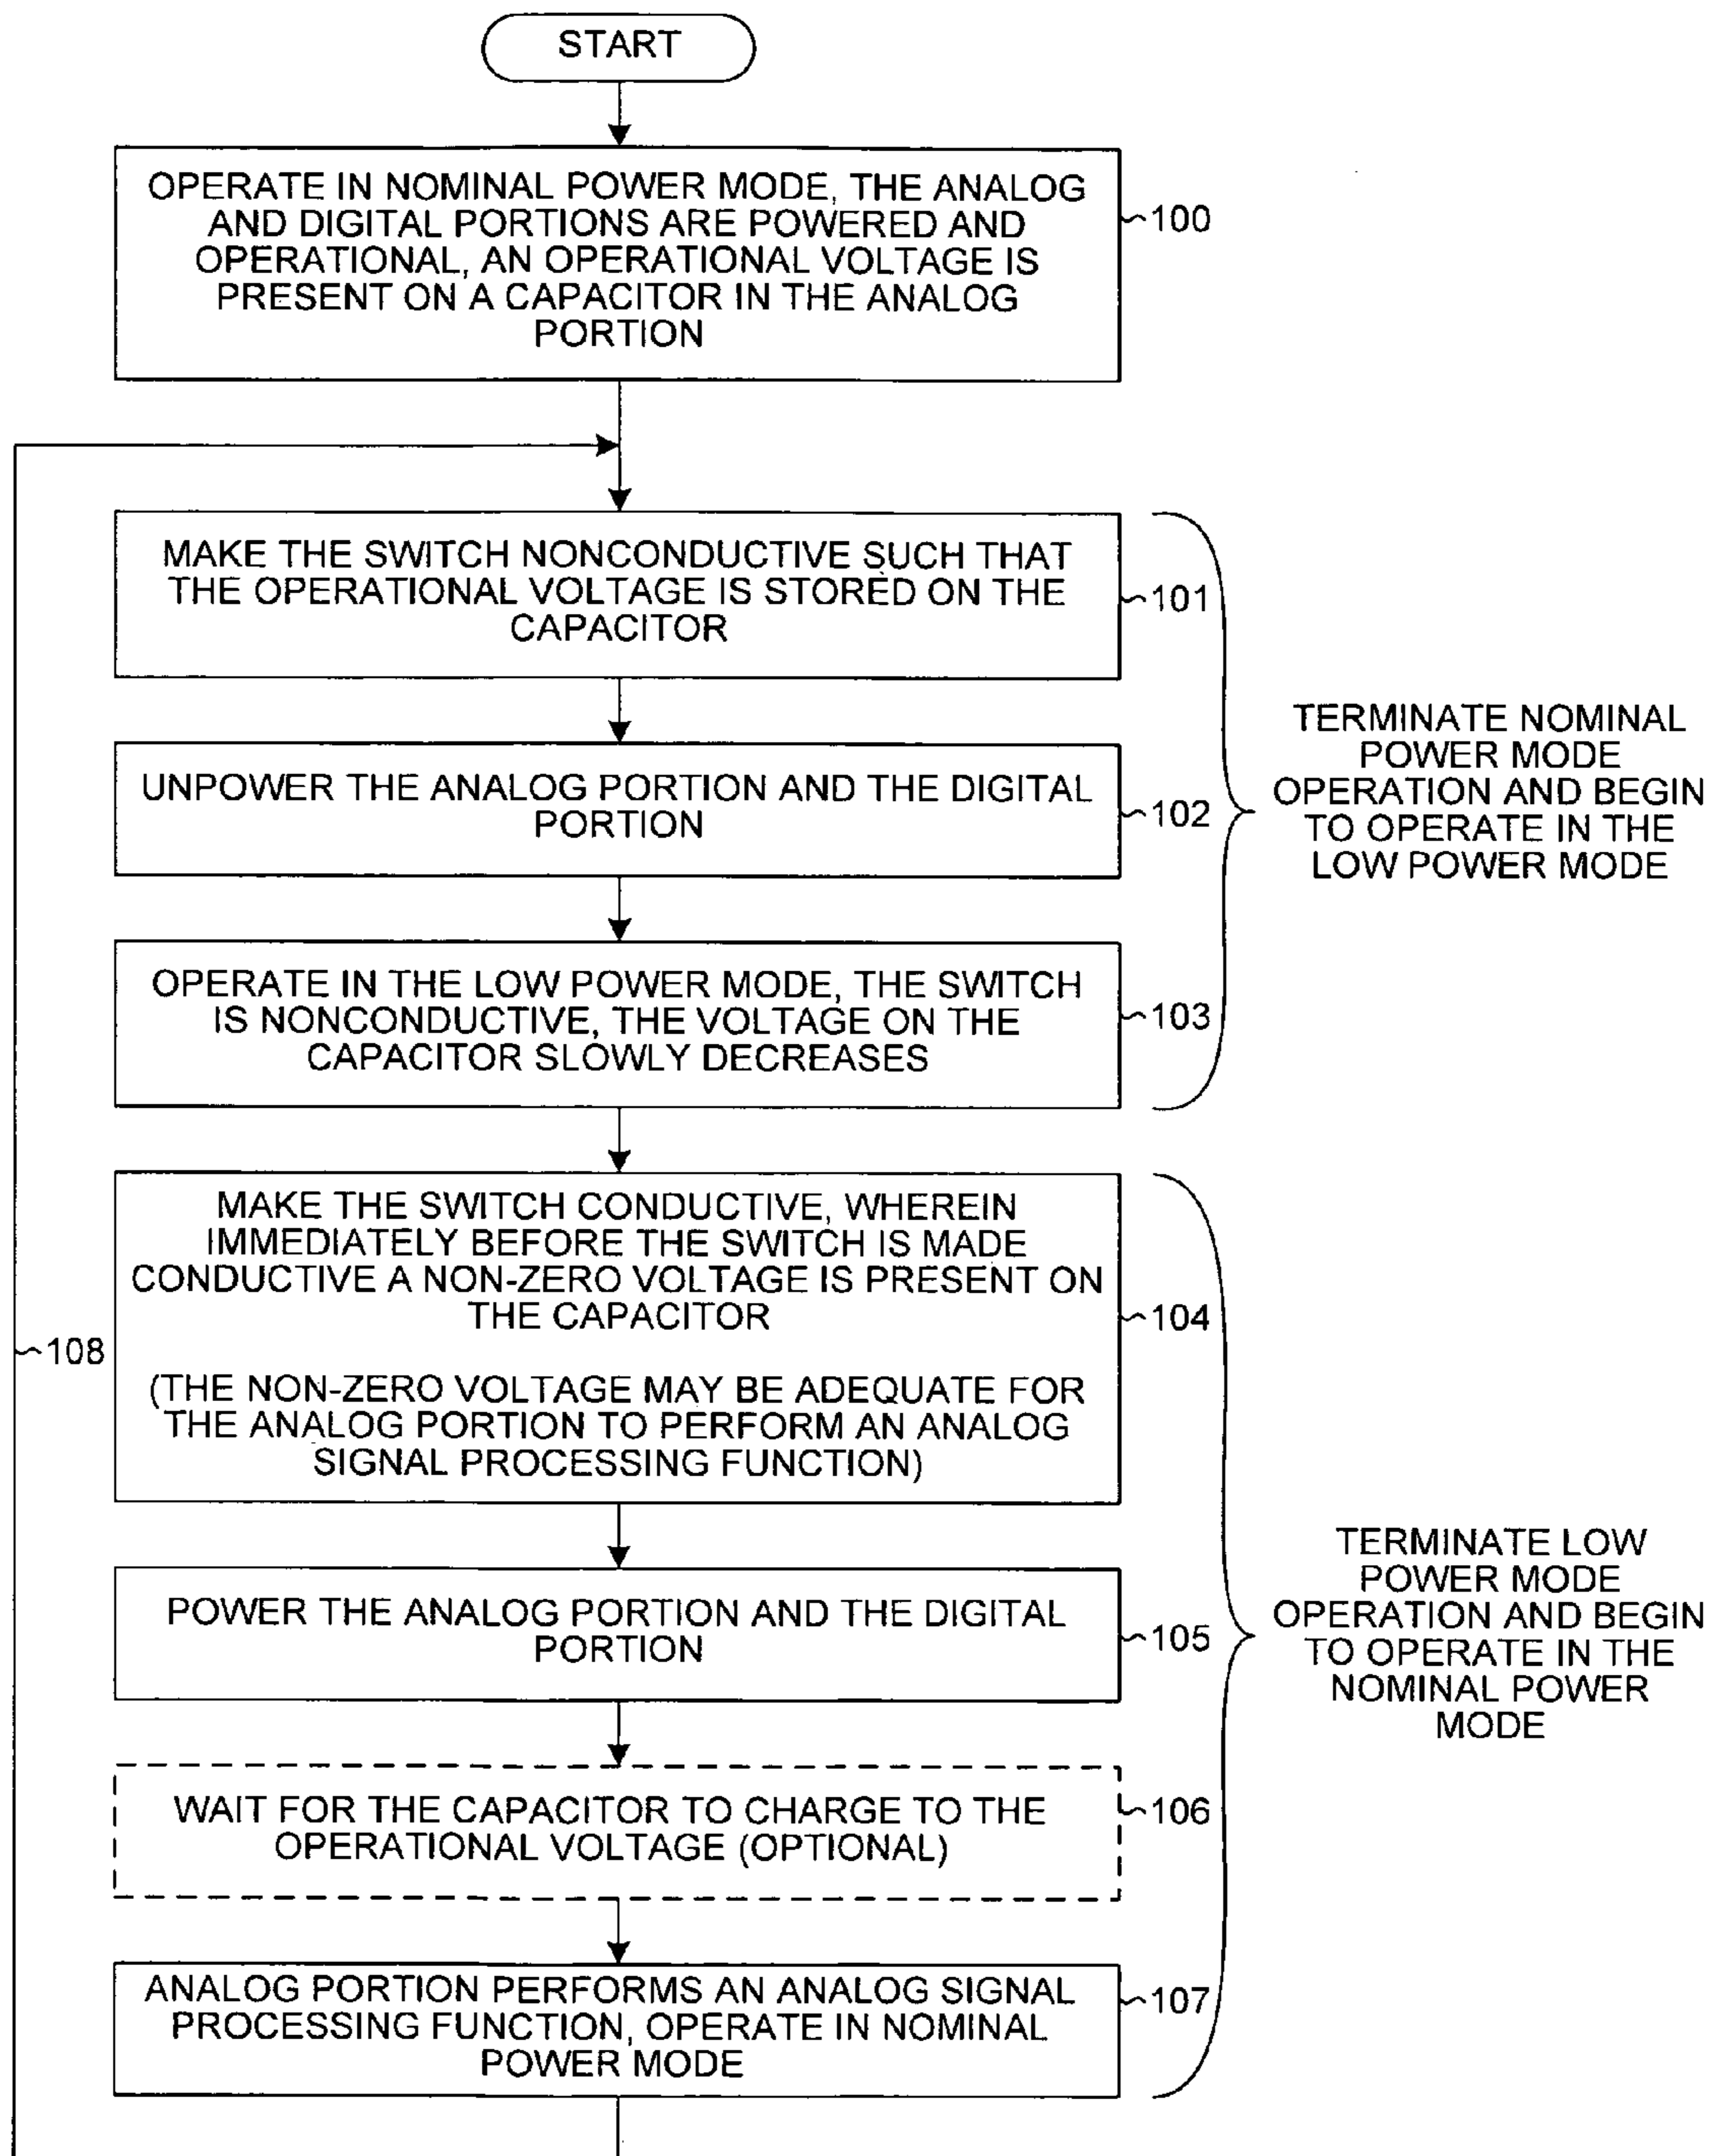 START
OPERATE IN NOMINAL POWER MODE, THE ANALOG
AND DIGITAL PORTIONS ARE POWERED AND
OPERATIONAL, AN OPERATIONAL VOLTAGE IS
PRESENT ON A CAPACITOR IN THE ANALOG
PORTION
100
MAKE THE SWITCH NONCONDUCTIVE SUCH THAT
THE OPERATIONAL VOLTAGE IS STORED ON THE
CAPACITOR
101
UNPOWER THE ANALOG PORTION AND THE DIGITAL
PORTION
102
OPERATE IN THE LOW POWER MODE, THE SWITCH
IS NONCONDUCTIVE, THE VOLTAGE ON THE
CAPACITOR SLOWLY DECREASES
103
TERMINATE NOMINAL
POWER MODE
OPERATION AND BEGIN
TO OPERATE IN THE
LOW POWER MODE
MAKE THE SWITCH CONDUCTIVE, WHEREIN
IMMEDIATELY BEFORE THE SWITCH IS MADE
CONDUCTIVE A NON-ZERO VOLTAGE IS PRESENT ON
THE CAPACITOR
(THE NON-ZERO VOLTAGE MAY BE ADEQUATE FOR
THE ANALOG PORTION TO PERFORM AN ANALOG
SIGNAL PROCESSING FUNCTION)
104
108
POWER THE ANALOG PORTION AND THE DIGITAL
PORTION
105
WAIT FOR THE CAPACITOR TO CHARGE TO THE
OPERATIONAL VOLTAGE (OPTIONAL)
106
ANALOG PORTION PERFORMS AN ANALOG SIGNAL
PROCESSING FUNCTION, OPERATE IN NOMINAL
POWER MODE
107
TERMINATE LOW
POWER MODE
OPERATION AND BEGIN
TO OPERATE IN THE
NOMINAL POWER
MODE